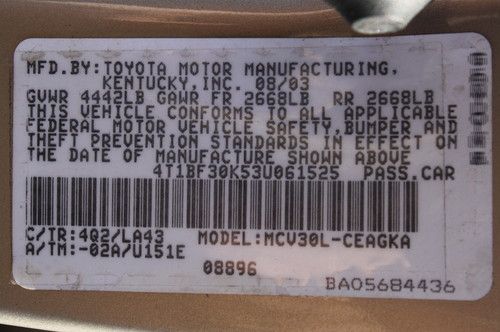 MFD.BY:TOYOTA MOTOR MANUFACTURING,
KENTUCKY,INC. 08/03
GVWR 4442LB GAWR FR 2668LB RR 2668LB
THIS VEHICLE CONFORMS TO ALL APPLICABLE
FEDERAL MOTOR VEHICLE SAFETY,BUMPER AND
THEFT PREVENTION STANDARDS IN EFFECT ON
THE DATE OF MANUFACTURE SHOWN ABOVE
4T1BF30K53U061525 PASS.CAR
C/TR:4Q2/LA43 MODEL:MCV30L-CEAGKA
A/TM:-02A/U151E
08896
BA05684436